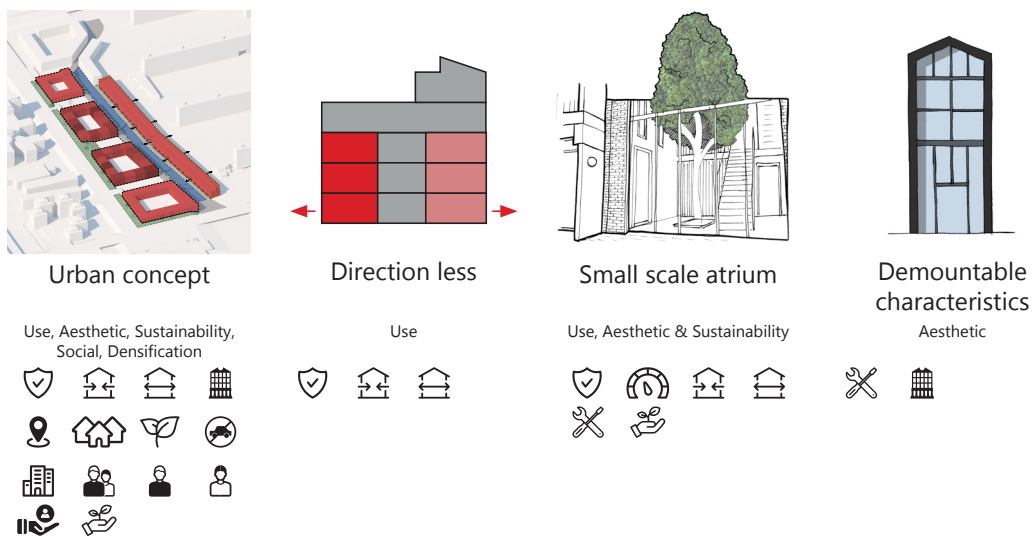 Urban concept
Use, Aesthetic, Sustainability,
Social, Densification
Direction less
Use
Small scale atrium
Use, Aesthetic & Sustainability
Demountable
characteristics
Aesthetic